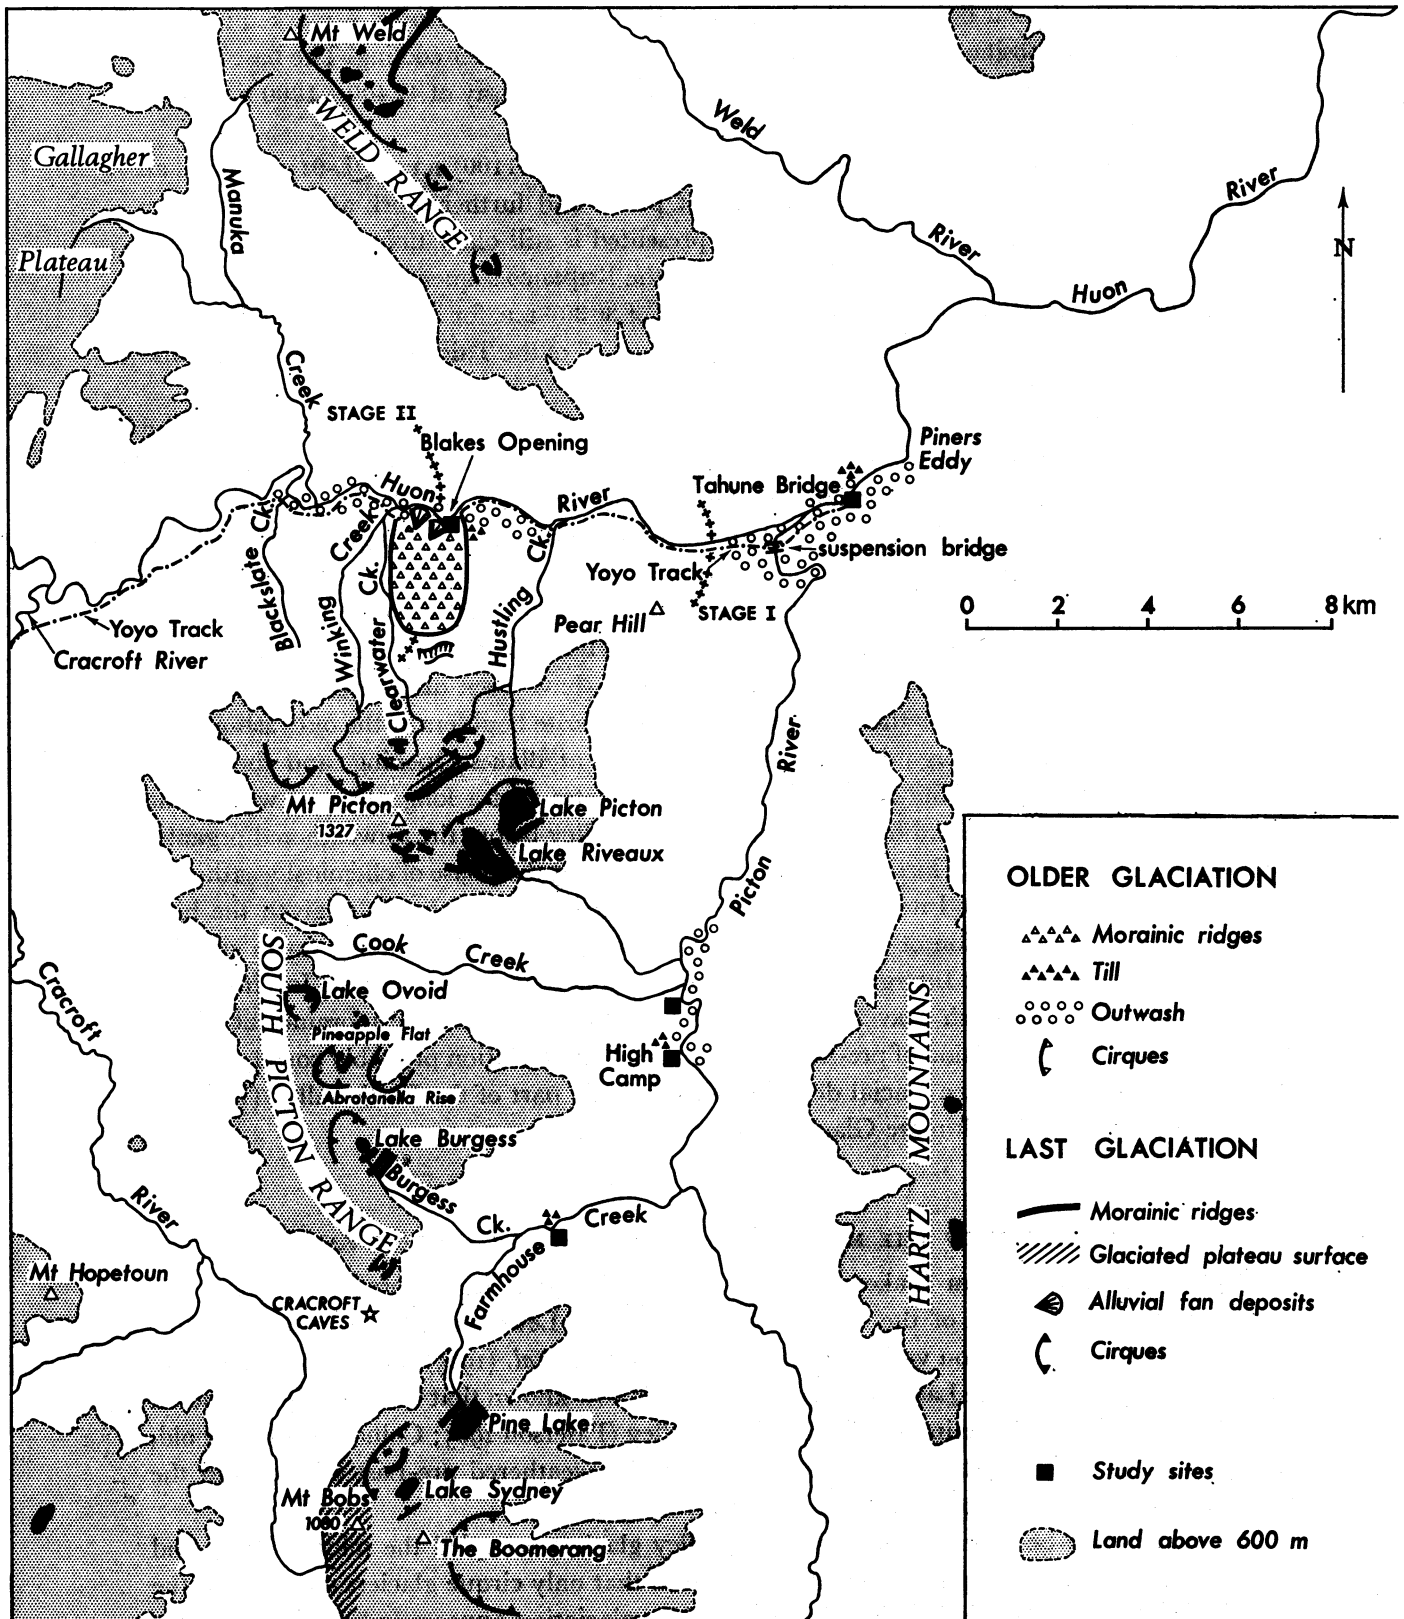 Mt Weld
WELD RANGE
Gallagher
Plateau
Manuka
Creek
Weld
River
River
Huon
N
STAGE II
Blakes Opening
Piners
Eddy
Huon
River
Tahune Bridge
suspension bridge
Yoyo Track
STAGE I
Pear Hill
0 2 4 6 8 km
Blackslate Ck.
Creek
Winking
Ck.
Clearwater
Ck.
Hustling
Yoyo Track
Cracroft River
River
Picton
Mt Picton
1327
Lake Picton
Lake Riveaux
Cook
Creek
SOUTH PICTON RANGE
Lake Ovoid
Pineapple Flat
Abrotanella Rise
High
Camp
Lake Burgess
Burgess
Ck.
Creek
Farmhouse
Cracroft
River
Mt Hopetoun
CRACROFT
CAVES
Pine Lake
Lake Sydney
Mt Bobs
1080
The Boomerang
HARTZ MOUNTAINS
OLDER GLACIATION
Morainic ridges
Till
Outwash
Cirques
LAST GLACIATION
Morainic ridges
Glaciated plateau surface
Alluvial fan deposits
Cirques
Study sites
Land above 600 m